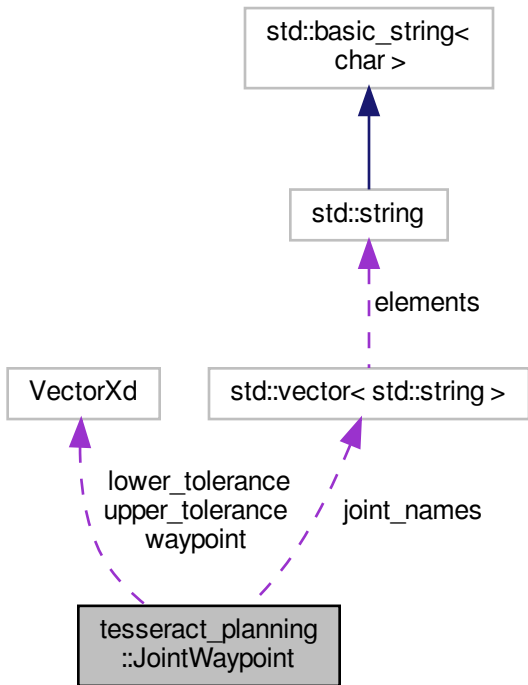 std::basic_string<
char >
std::string
elements
VectorXd
std::vector< std::string >
lower_tolerance
upper_tolerance
waypoint
joint_names
tesseract_planning
::JointWaypoint